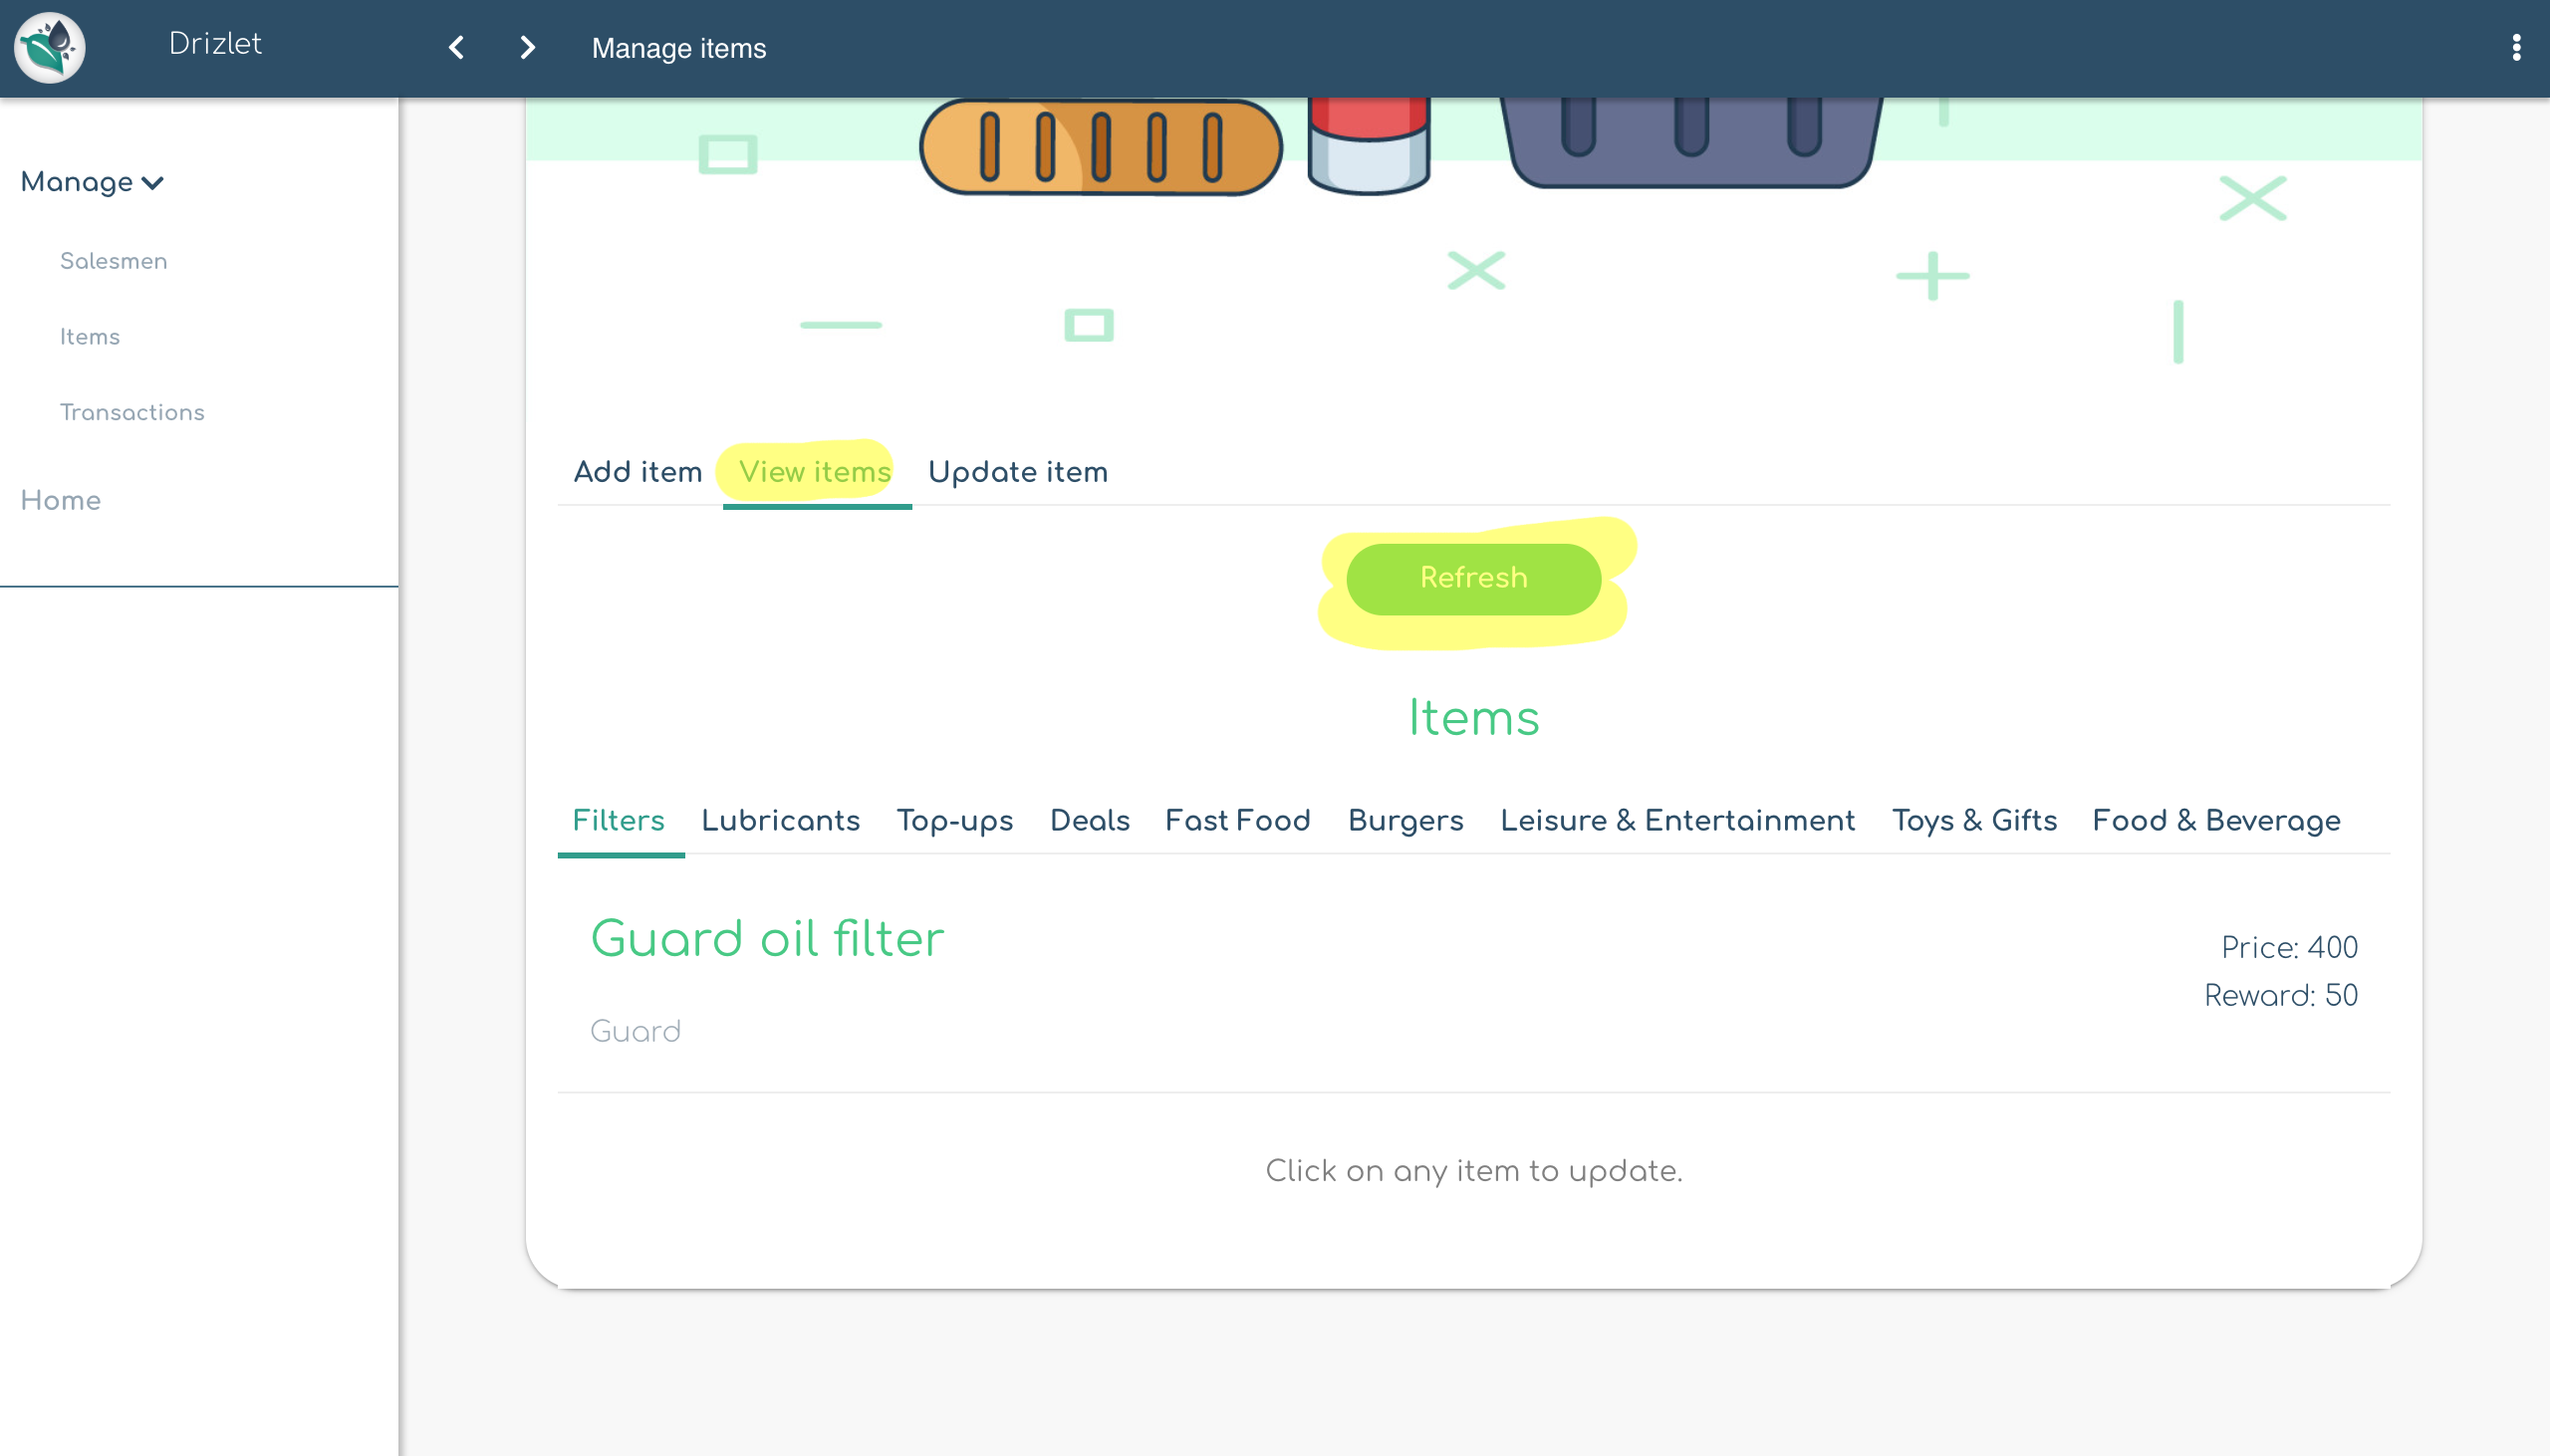 Drizlet
Manage items
Manage
Salesmen
Items
Transactions
Home
Add item View items Update item
Refresh
Items
Filters Lubricants Top-ups Deals Fast Food Burgers Leisure & Entertainment Toys & Gifts Food & Beverage
Guard oil filter
Price: 400
Reward: 50
Guard
Click on any item to update.